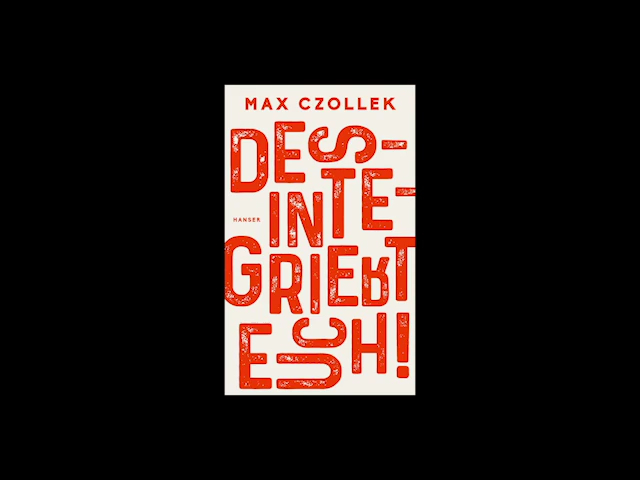 MAX CZOLLEK
DES-
INTE-
HANSER
GRIERT
EUCH!